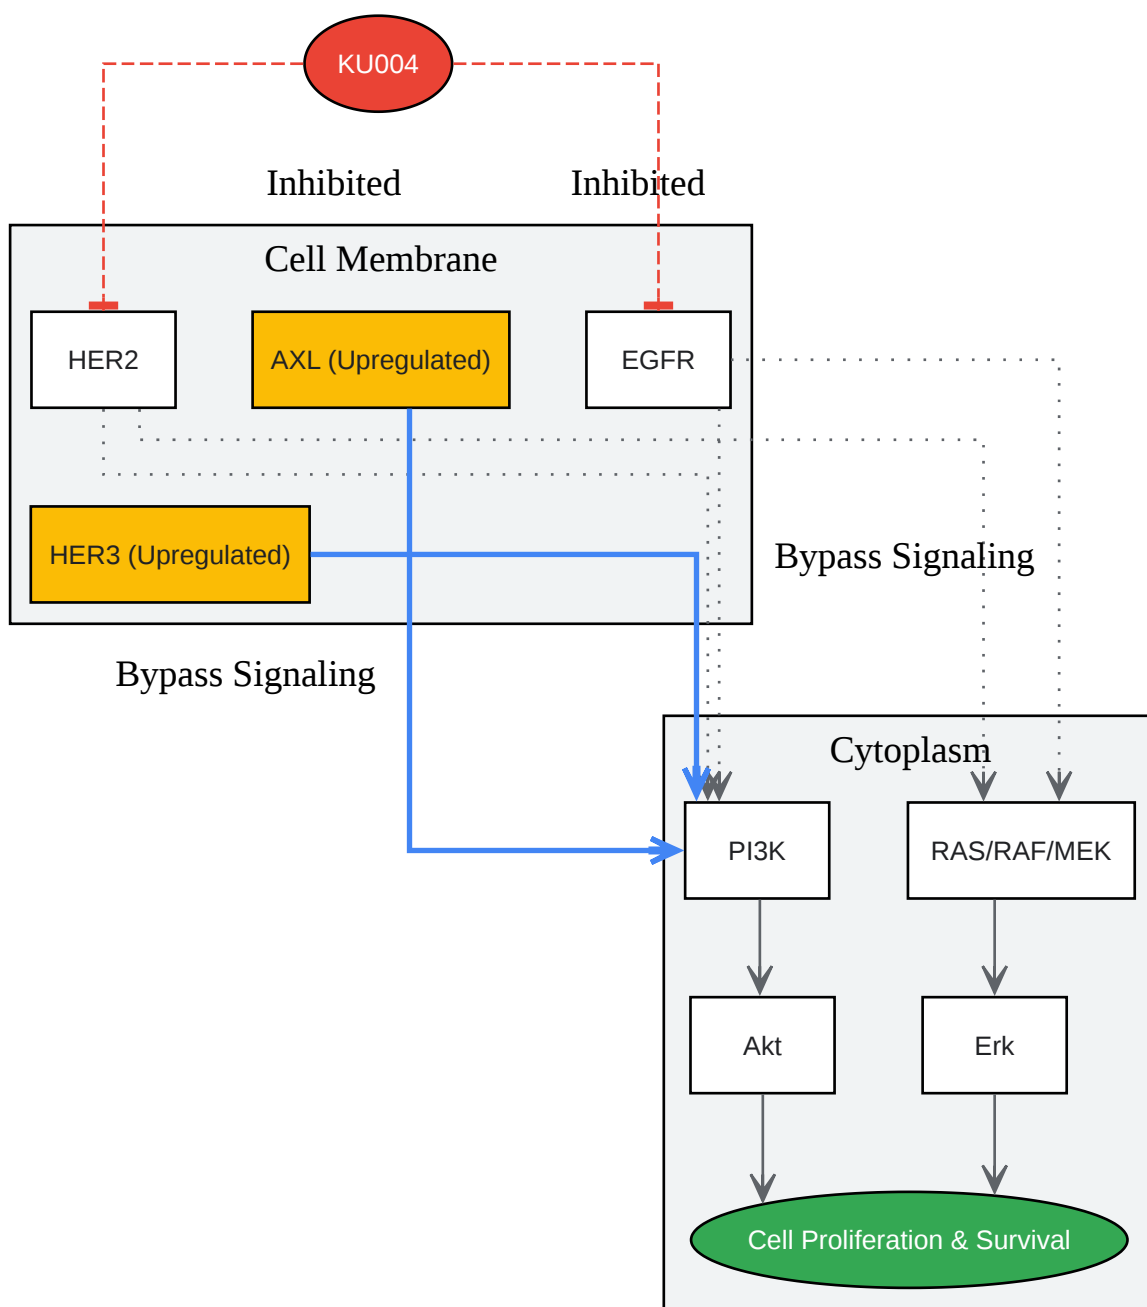 KU004
Inhibited
Inhibited
Cell Membrane
HER2
AXL (Upregulated)
EGFR
HER3 (Upregulated)
Bypass Signaling
Bypass Signaling
Cytoplasm
PI3K
RAS/RAF/MEK
Akt
Erk
Cell Proliferation & Survival